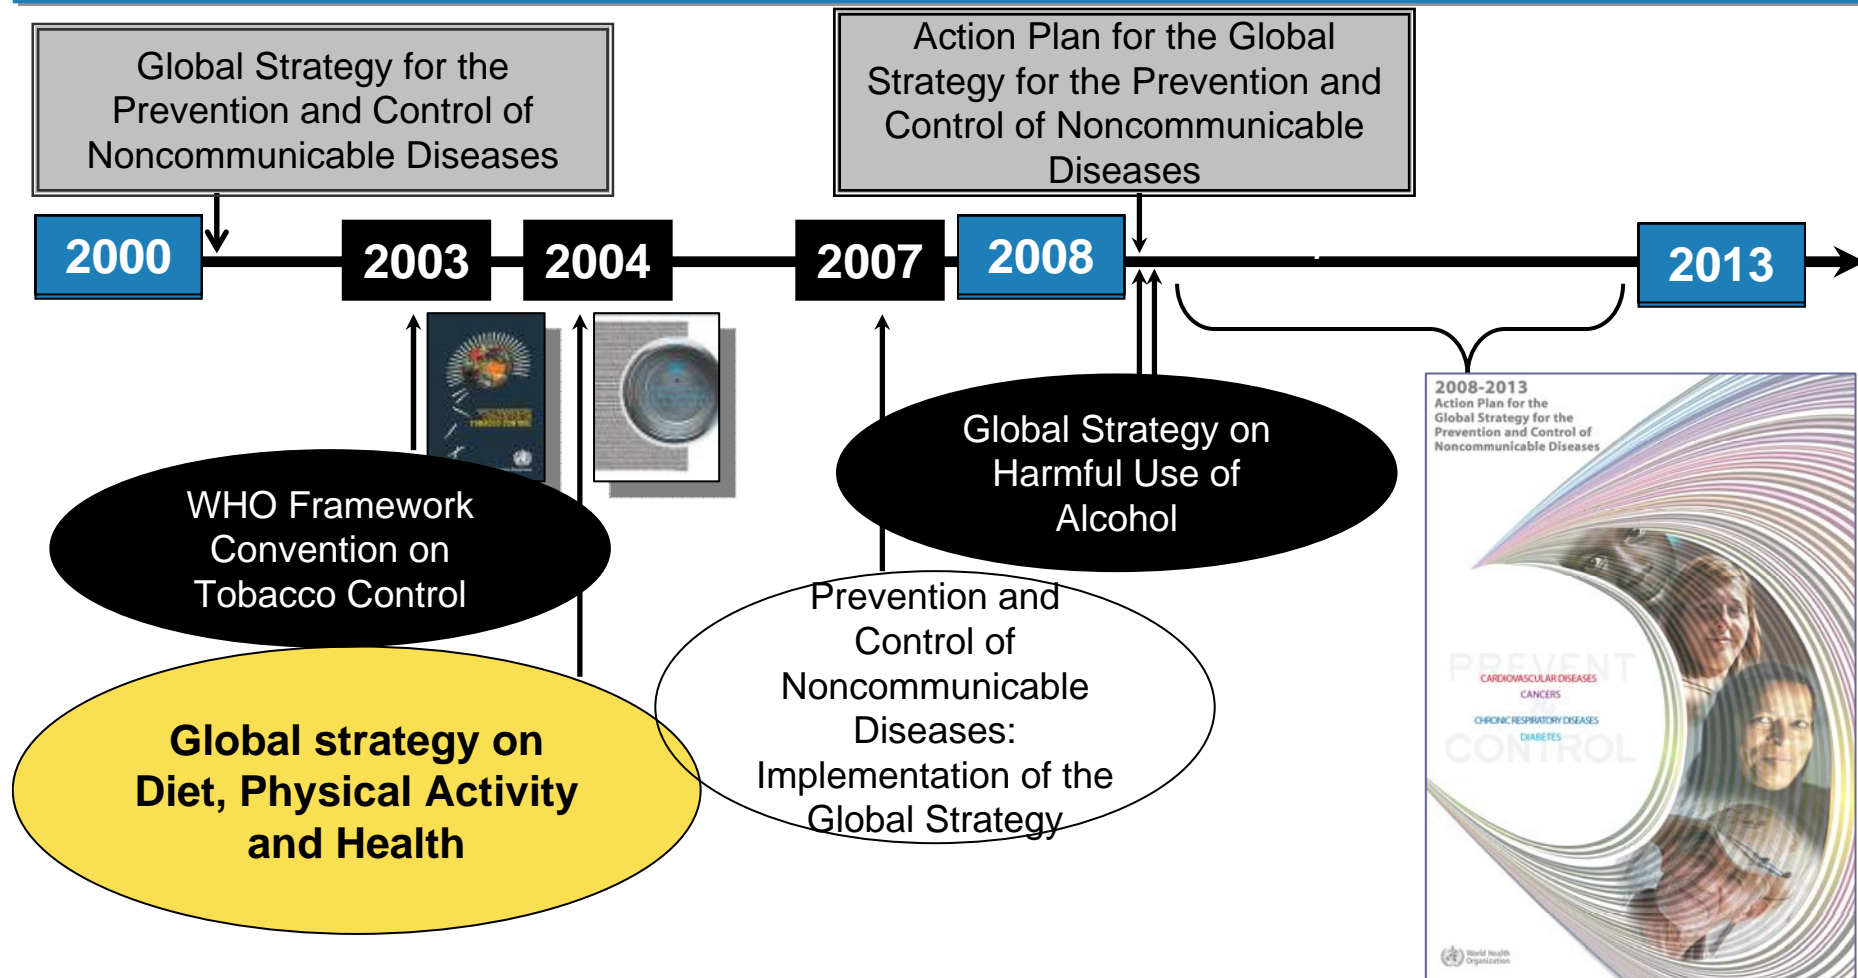 Global Strategy for the
Prevention and Control of
Noncommunicable Diseases
Action Plan for the Global
Strategy for the Prevention and
Control of Noncommunicable
Diseases
2000
2003
2004
2007
2008
2013
WHO Framework
Convention on
Tobacco Control
Global Strategy on
Harmful Use of
Alcohol
Global strategy on
Diet, Physical Activity
and Health
Prevention and
Control of
Noncommunicable
Diseases:
Implementation of the
Global Strategy
2008-2013
Action Plan for the
Global Strategy for the
Prevention and Control of
Noncommunicable Diseases
PREVENT
CARDIOVASCULAR DISEASES
CANCERS
CHRONIC RESPIRATORY DISEASES
DIABETES
CONTROL
World Health
Organization